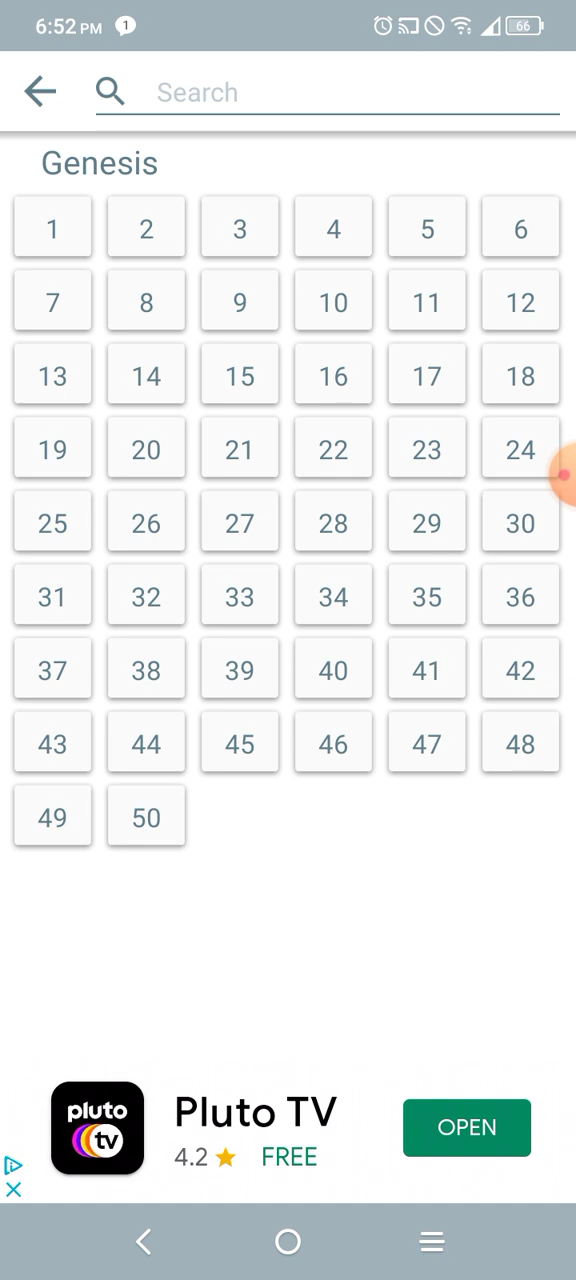 6:52 PM 1 66
Search
Genesis
1 2 3 4 5 6
7 8 9 10 11 12
13 14 15 16 17 18
19 20 21 22 23 24
25 26 27 28 29 30
31 32 33 34 35 36
37 38 39 40 41 42
43 44 45 46 47 48
49 50
pluto
tv
Pluto TV
4.2 FREE
OPEN